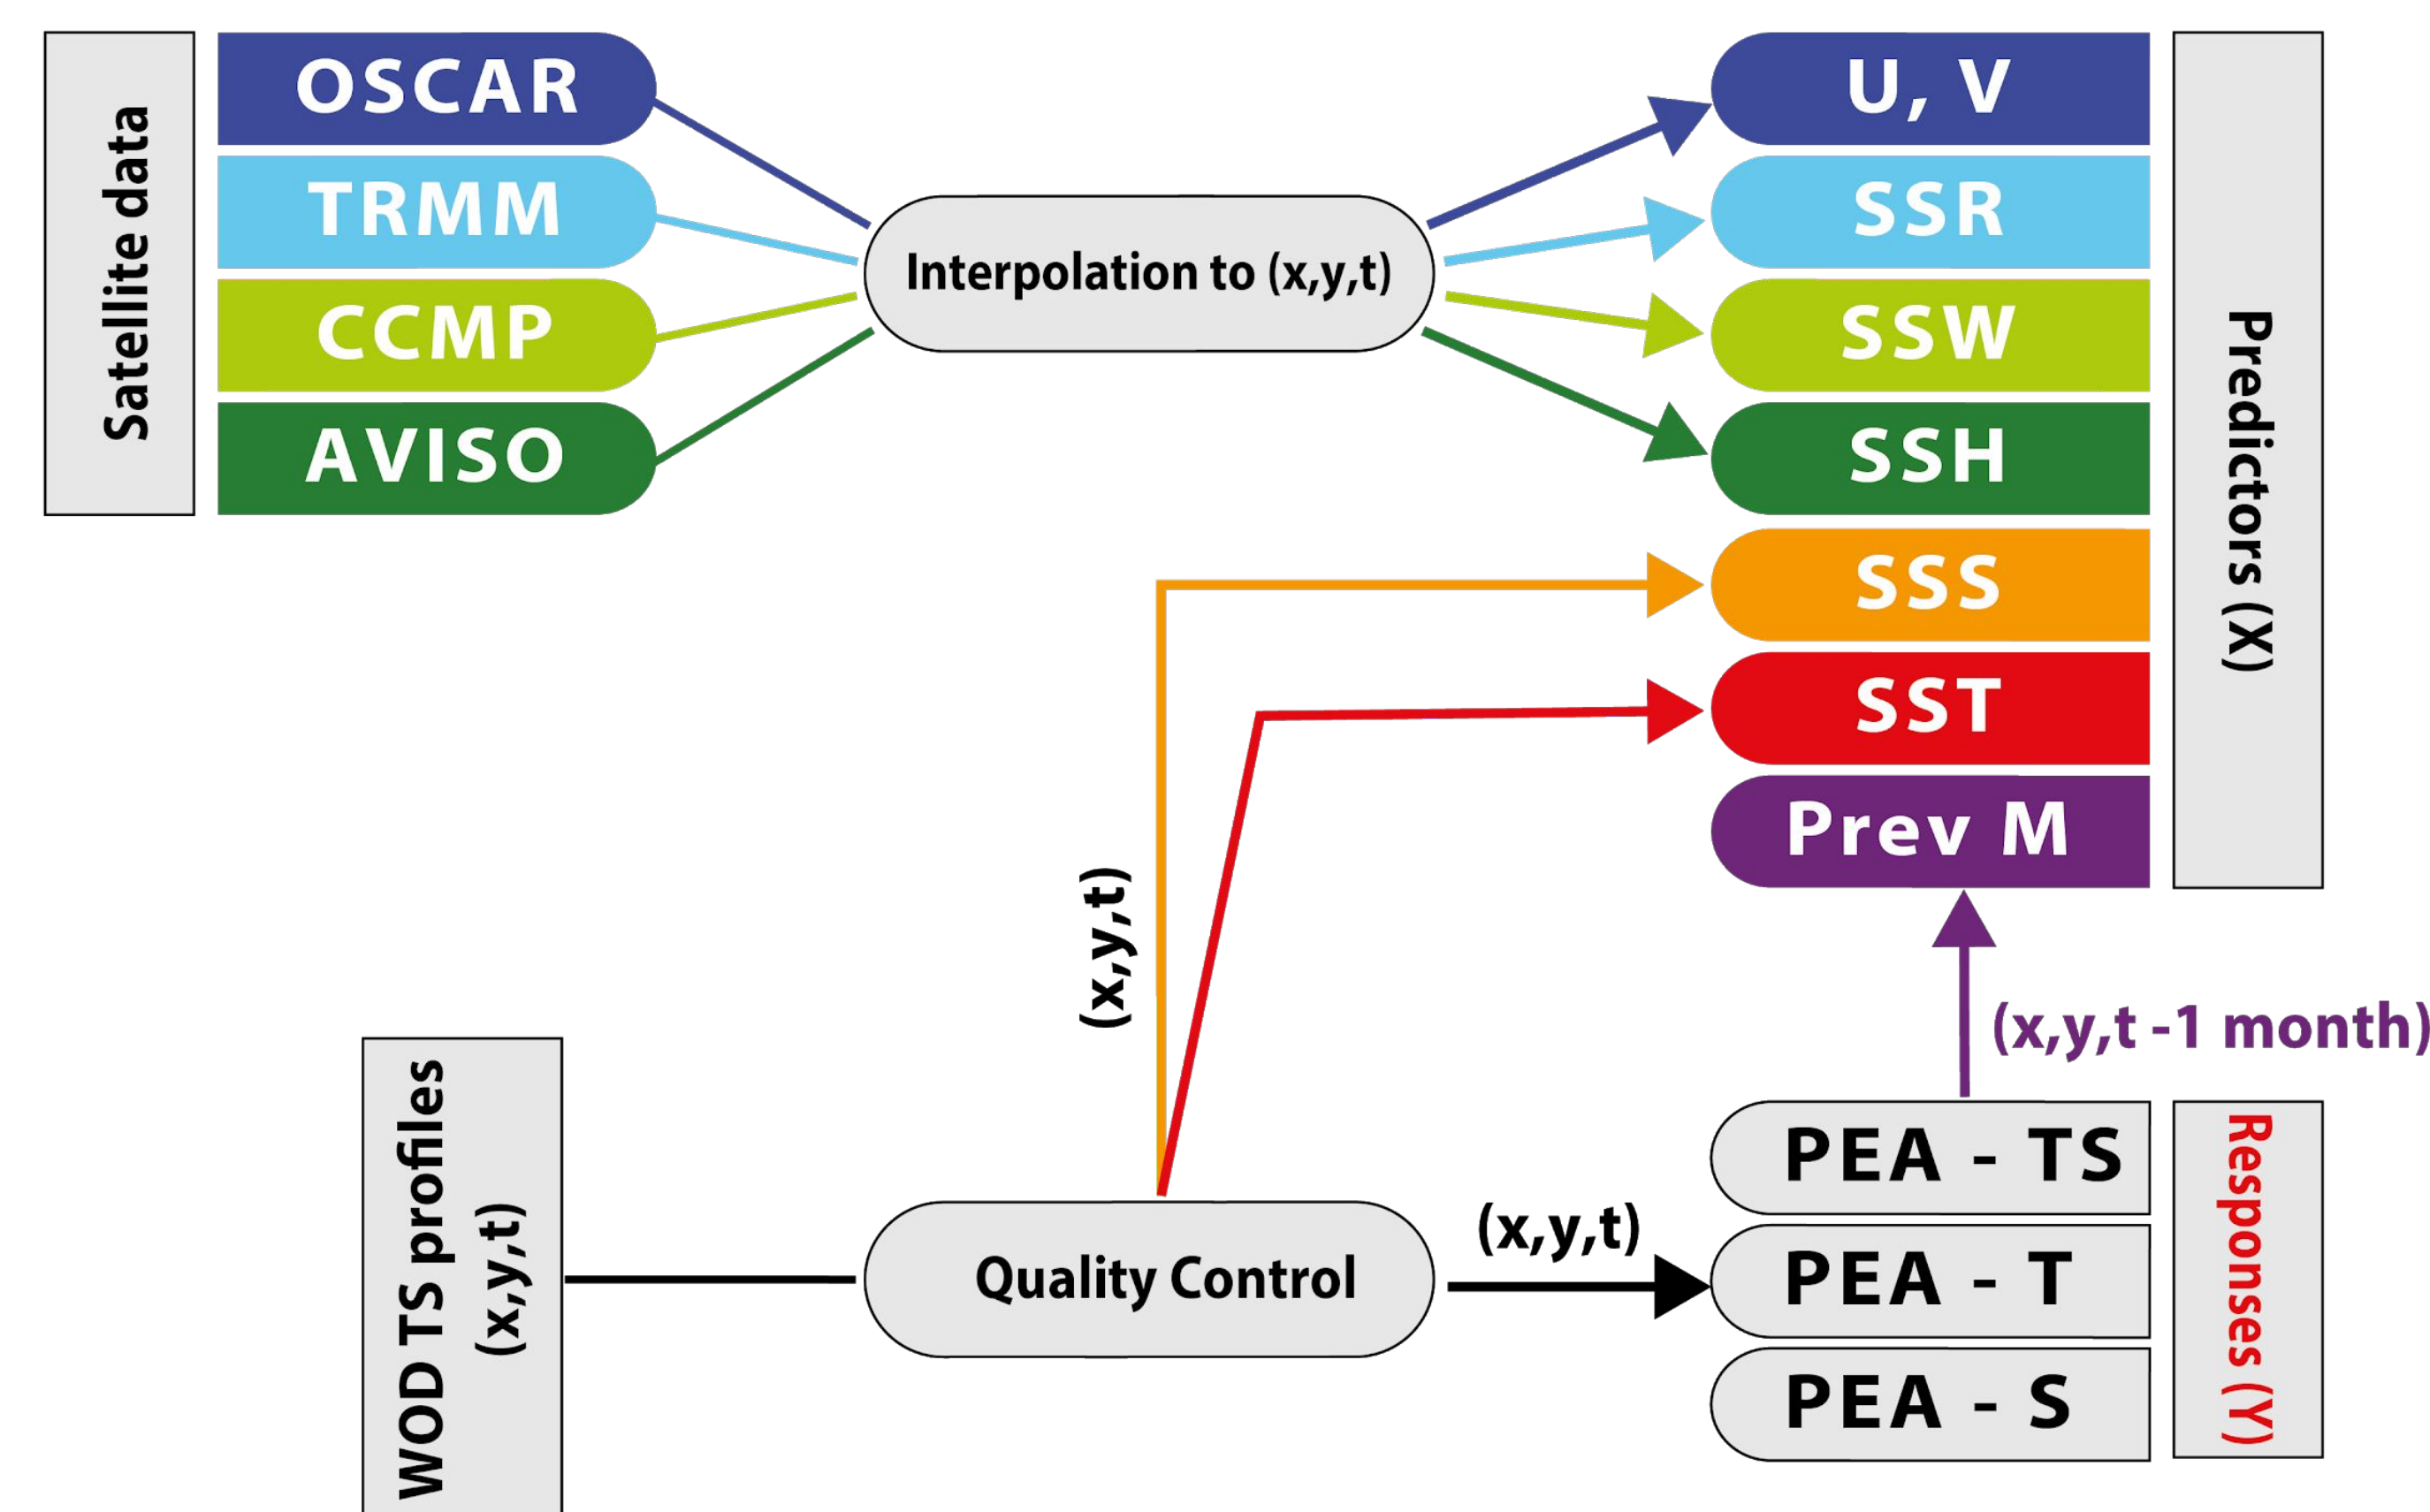 Satellite data
OSCAR
TRMM
CCMP
AVISO
Interpolation to (x,y,t)
U, V
SSR
SSW
SSH
SSS
SST
Prev M
Predictors (X)
(x,y,t)
(x,y,t -1 month)
WOD TS profiles
(x,y,t)
Quality Control
(x,y,t)
PEA - TS
PEA - T
PEA - S
Responses (Y)